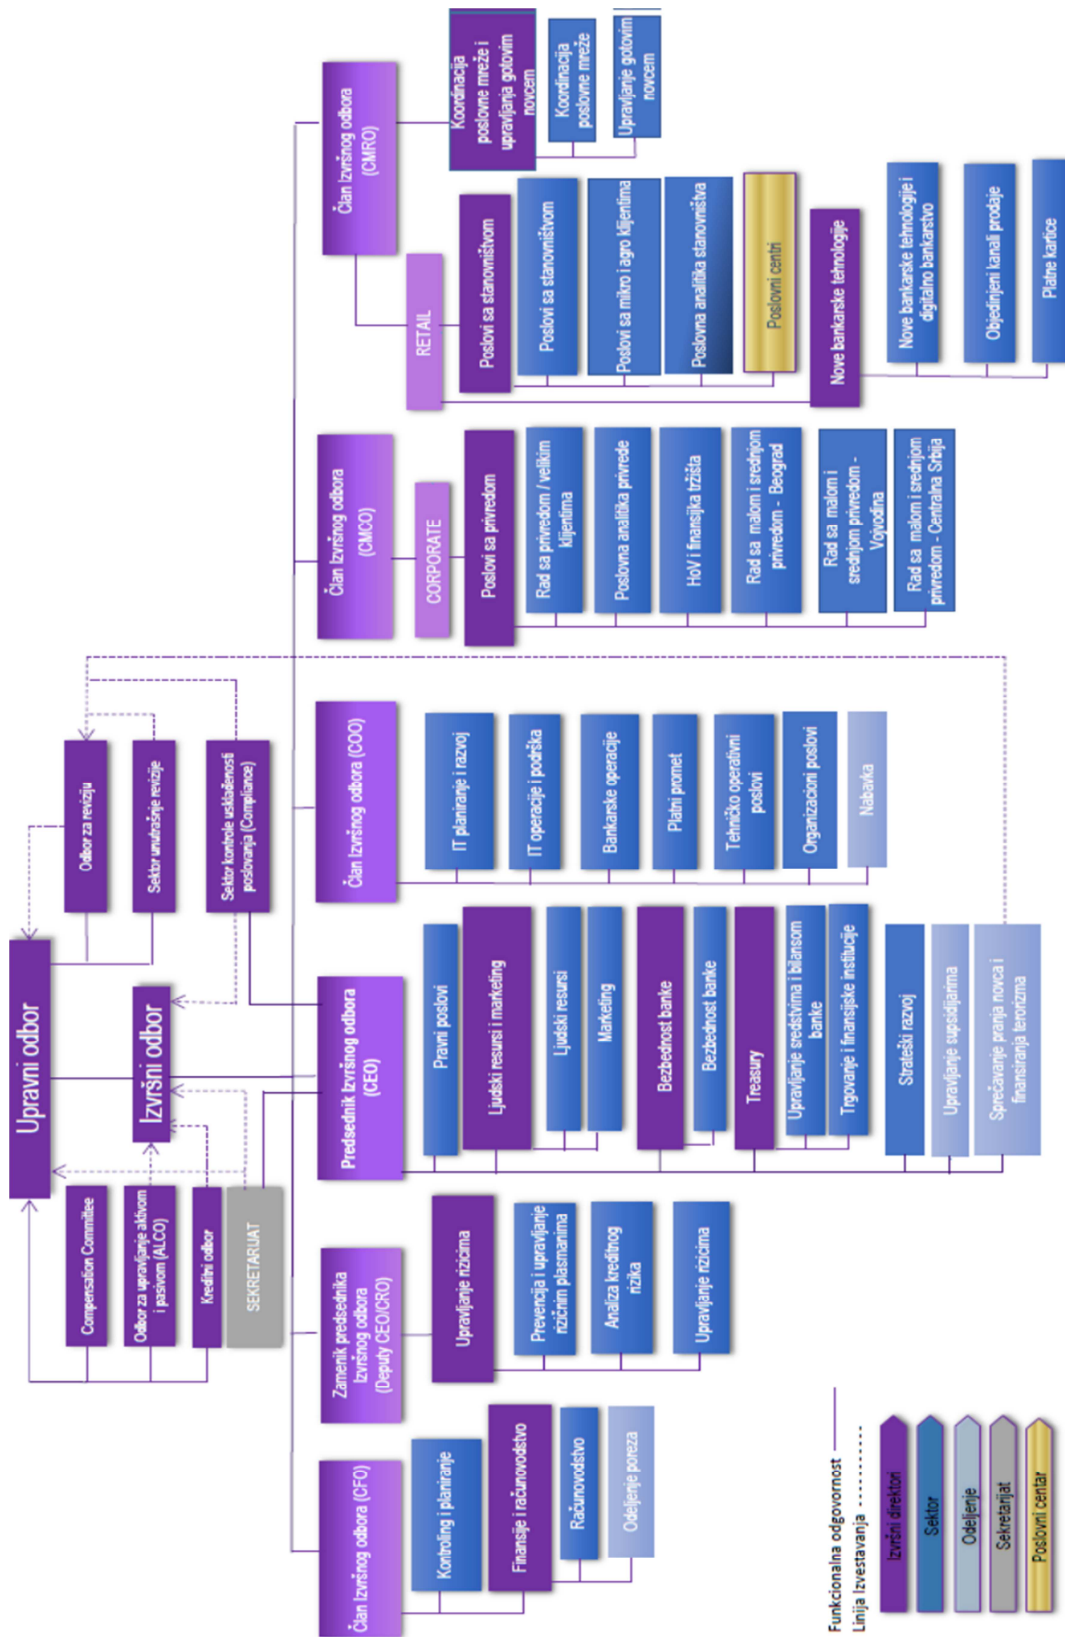 Upravni odbor
Izvršni odbor
Compensation Committee
Odbor za upravljanje aktivom
i pasivom (ALCO)
Kreditni odbor
SEKRETARIJAT
Odbor za reviziju
Sektor unutrašnje revizije
Sektor kontrole usklađenosti
poslovanja (Compliance)
Član Izvršnog odbora (CFO)
Kontroling i planiranje
Finansije i računovodstvo
Računovodstvo
Odeljenje poreza
Zamenik predsednika
Izvršnog odbora
(Deputy CEO/CRO)
Upravljanje rizicima
Prevencija i upravljanje
rizičnim plasmanima
Analiza kreditnog
rizika
Upravljanje rizicima
Predsednik Izvršnog odbora
(CEO)
Pravni poslovi
Ljudski resursi i marketing
Ljudski resursi
Marketing
Bezbednost banke
Bezbednost banke
Treasury
Upravljanje sredstvima i bilansom
banke
Trgovanje i finansijske institucije
Strateški razvoj
Upravljanje supsidijarima
Sprečavanje pranja novca i
finansiranja terorizma
Član Izvršnog odbora (COO)
IT planiranje i razvoj
IT operacije i podrška
Bankarske operacije
Platni promet
Tehničko operativni
poslovi
Organizacioni poslovi
Nabavka
Član Izvršnog odbora
(CMCO)
CORPORATE
Poslovi sa privredom
Rad sa privredom / velikim
klijentima
Poslovna analitika privrede
HoV i finansijka tržišta
Rad sa malom i srednjom
privredom - Beograd
Rad sa malom i
srednjom privredom -
Vojvodina
Rad sa malom i srednjom
privredom - Centralna Srbija
Član Izvršnog odbora
(CMRO)
RETAIL
Poslovi sa stanovništvom
Poslovi sa stanovništvom
Poslovi sa mikro i agro klijentima
Poslovna analitika stanovništva
Poslovni centri
Nove bankarske tehnologije
Nove bankarske tehnologije i
digitalno bankarstvo
Objedinjeni kanali prodaje
Platne kartice
Koordinacija
poslovne mreže i
upravljanja gotovim
novcem
Koordinacija
poslovne mreže
Upravljanje gotovim
novcem
Funkcionalna odgovornost
Linija Izvestavanja
Izvršni direktori
Sektor
Odeljenje
Sekretarijat
Poslovni centar